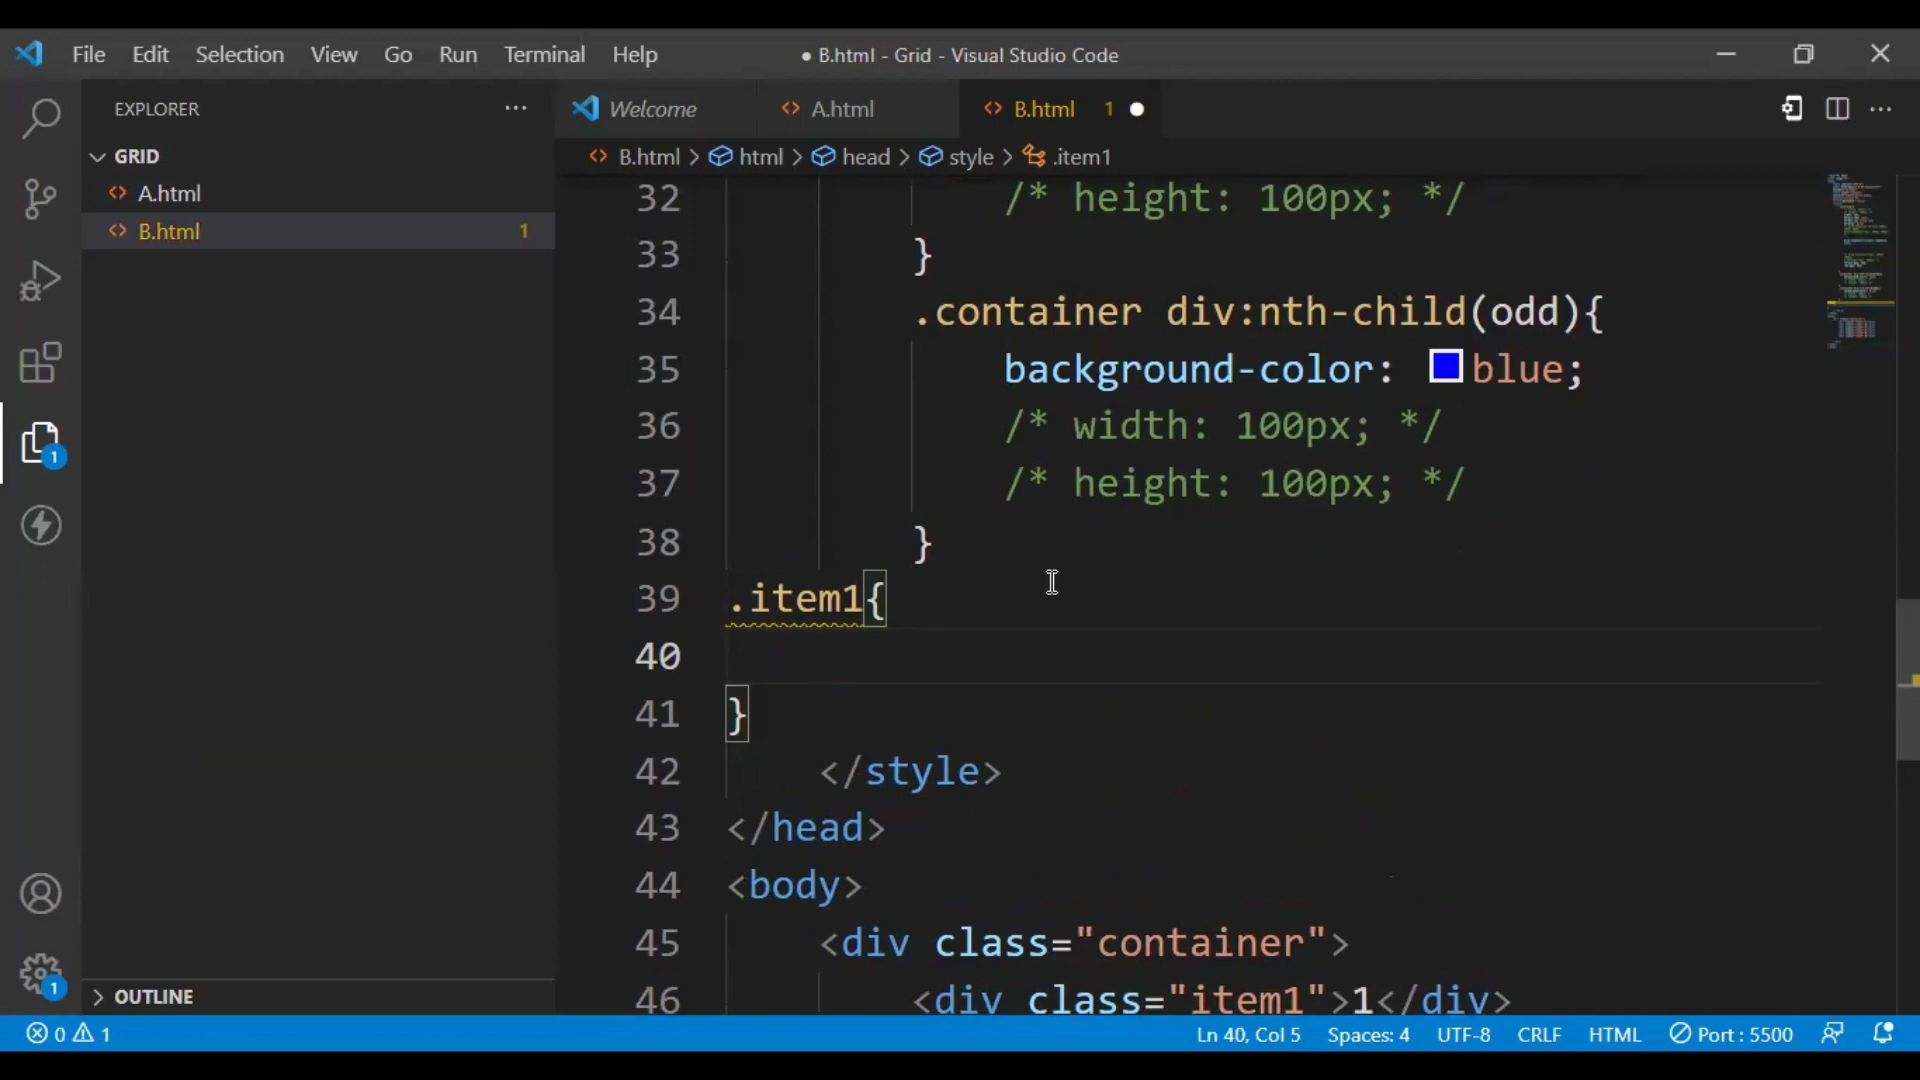 File Edit Selection View Go Run Terminal Help ● B.html - Grid - Visual Studio Code
EXPLORER ··· Welcome <> A.html <> B.html 1 ● ···
GRID
<> A.html
<> B.html 1
<> B.html > html > head > style > .item1
32 /* height: 100px; */
33 }
34 .container div:nth-child(odd){
35 background-color: blue;
36 /* width: 100px; */
37 /* height: 100px; */
38 }
39 .item1{
40
41 }
42 </style>
43 </head>
44 <body>
45 <div class="container">
46 <div class="item1">1</div>
1
1
> OUTLINE
0 1 Ln 40, Col 5 Spaces: 4 UTF-8 CRLF HTML Port : 5500